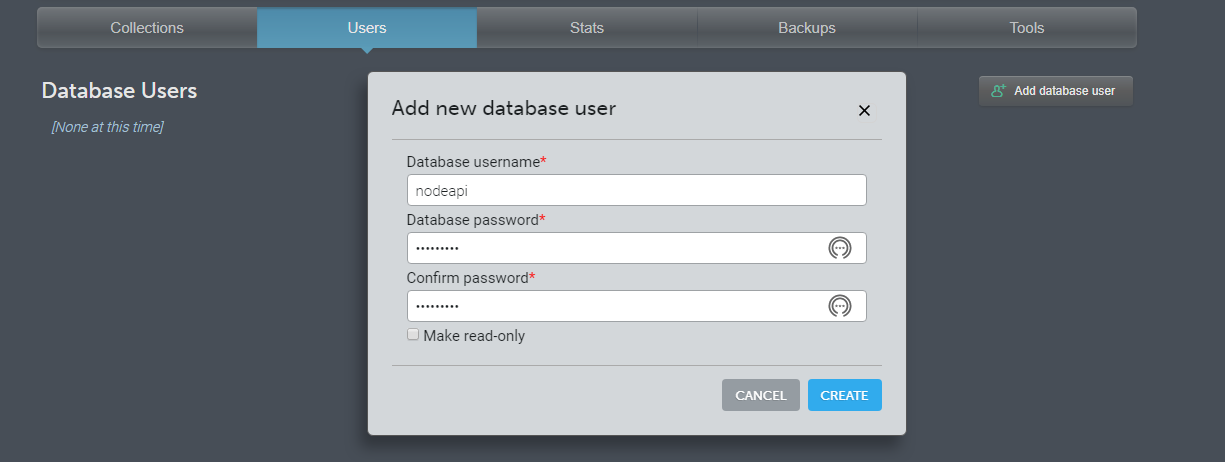 Collections Users Stats Backups Tools
Database Users
Add database user
[None at this time]
Add new database user
Database username*
nodeapi
Database password*
•••••••••
Confirm password*
•••••••••
Make read-only
CANCEL CREATE